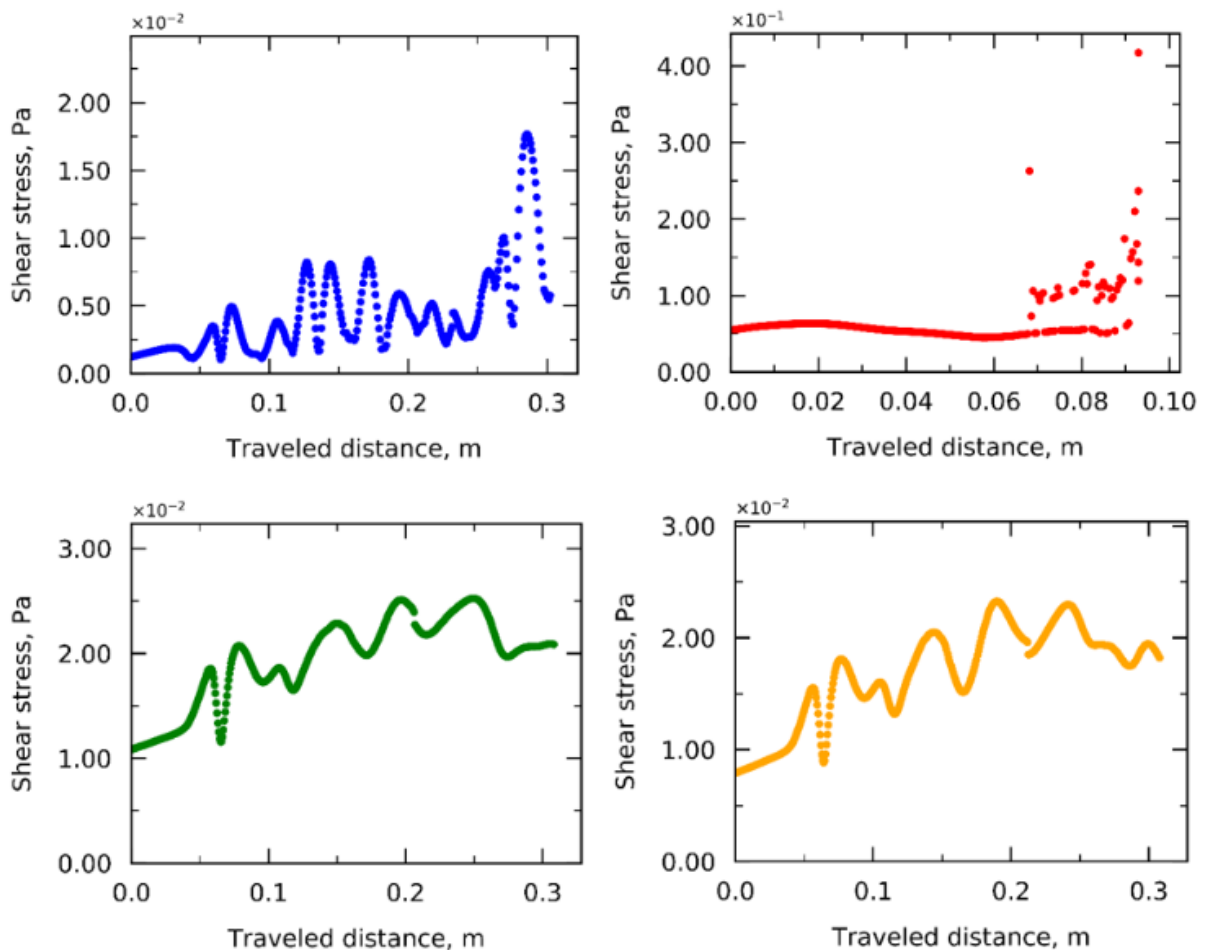 ×10⁻²
2.00
1.50
1.00
0.50
0.00
Shear stress, Pa
0.0 0.1 0.2 0.3
Traveled distance, m
×10⁻¹
4.00
3.00
2.00
1.00
0.00
Shear stress, Pa
0.00 0.02 0.04 0.06 0.08 0.10
Traveled distance, m
×10⁻²
3.00
2.00
1.00
0.00
Shear stress, Pa
0.0 0.1 0.2 0.3
Traveled distance, m
×10⁻²
3.00
2.00
1.00
0.00
Shear stress, Pa
0.0 0.1 0.2 0.3
Traveled distance, m